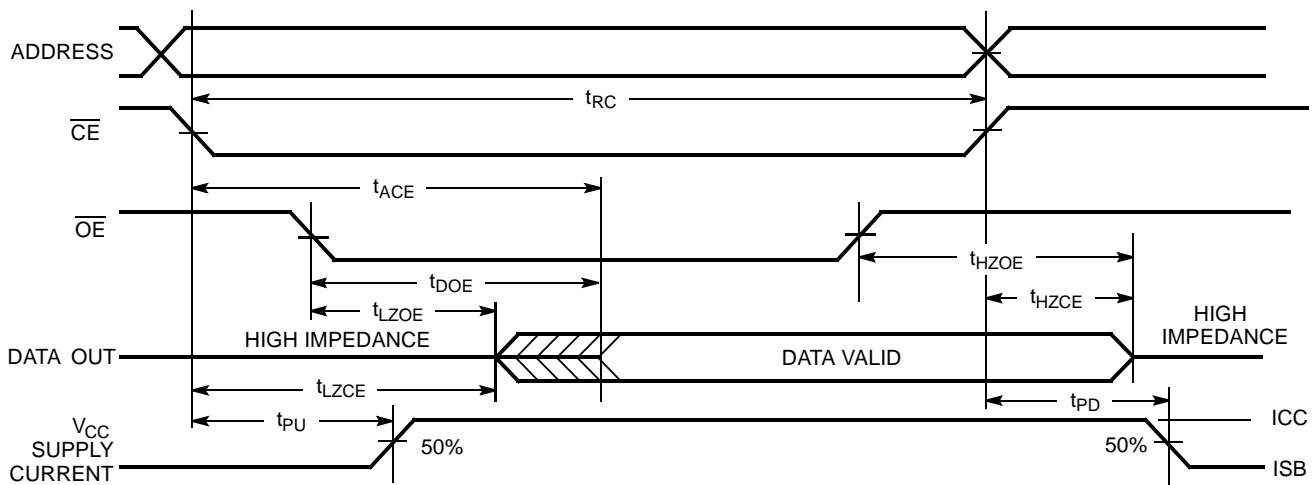 ADDRESS
tRC
CE
tACE
OE
tHZOE
tDOE
tHZCE
tLZOE
HIGH IMPEDANCE
HIGH
IMPEDANCE
DATA OUT
DATA VALID
tLZCE
tPU
tPD
VCC
SUPPLY
CURRENT
50%
50%
ICC
ISB